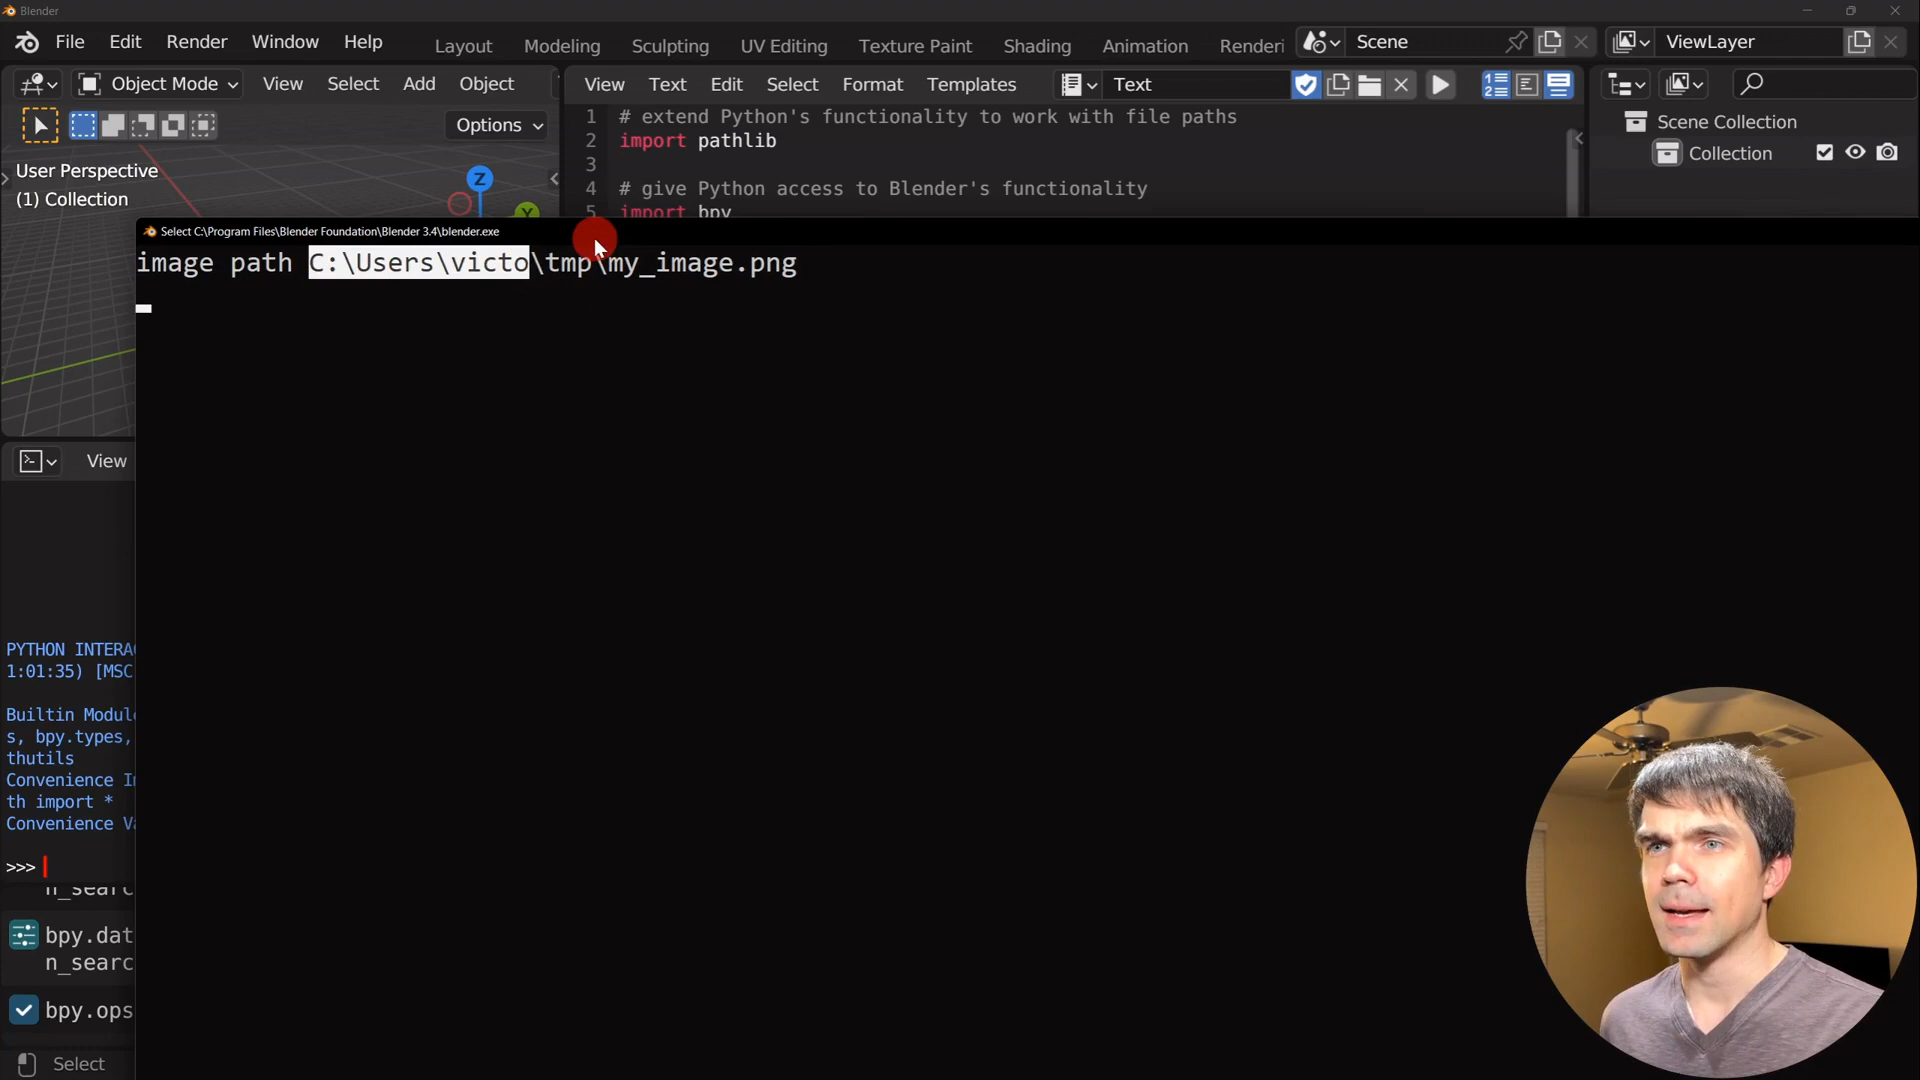 Blender
File Edit Render Window Help Layout Modeling Sculpting UV Editing Texture Paint Shading Animation Renderi Scene ViewLayer
Object Mode View Select Add Object View Text Edit Select Format Templates Text
Options
User Perspective
(1) Collection
Z
Y
1 # extend Python's functionality to work with file paths
2 import pathlib
3
4 # give Python access to Blender's functionality
5 import bpy
Scene Collection
Collection
Select C:\Program Files\Blender Foundation\Blender 3.4\blender.exe
image path C:\Users\victo\tmp\my_image.png
View
PYTHON INTERA
1:01:35) [MSC
Builtin Modul
s, bpy.types,
thutils
Convenience I
th import *
Convenience V
>>>
n_searc
bpy.dat
n_searc
bpy.ops
Select